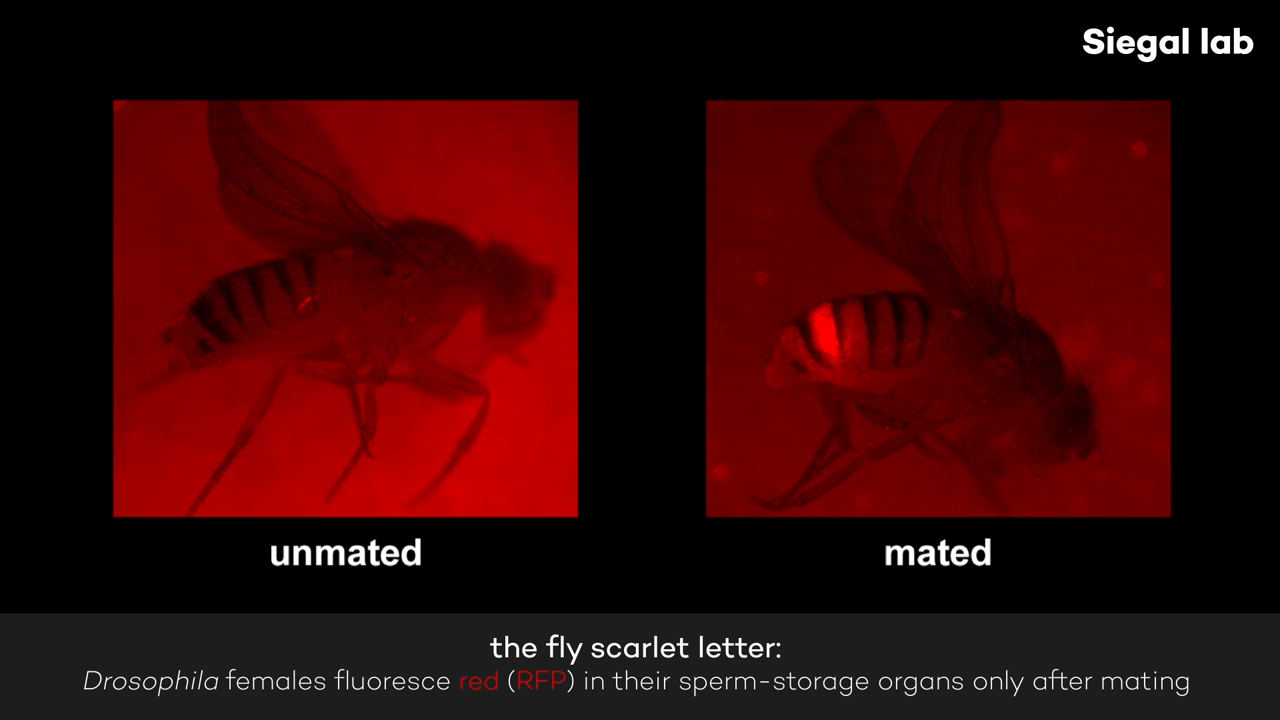 Siegal lab
unmated
mated
the fly scarlet letter:
Drosophila females fluoresce red (RFP) in their sperm-storage organs only after mating